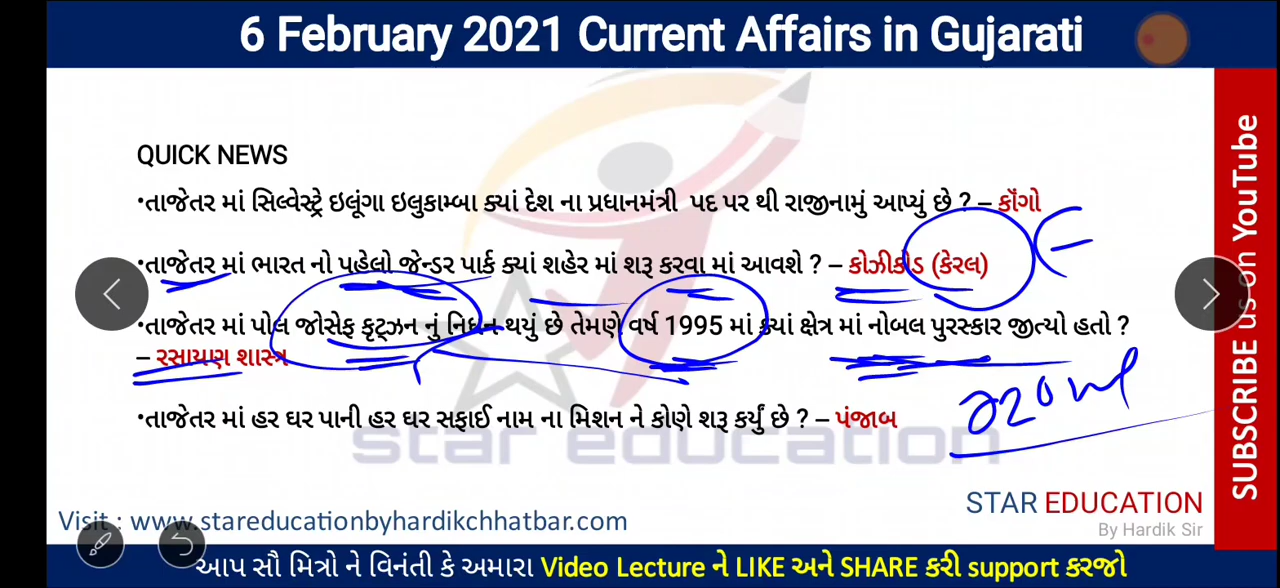 6 February 2021 Current Affairs in Gujarati
QUICK NEWS
•તાજેતર માં સિલ્વેસ્ટ્રે ઇલૂંગા ઇલુકામ્બા ક્યાં દેશ ના પ્રધાનમંત્રી પદ પર થી રાજીનામું આપ્યું છે ? – કૉંગો
•તાજેતર માં ભારત નો પહેલો જેન્ડર પાર્ક ક્યાં શહેર માં શરૂ કરવા માં આવશે ? – કોઝીકોડ (કેરલ)
•તાજેતર માં પોલ જોસેફ કૃટ્ઝન નું નિધન થયું છે તેમણે વર્ષ 1995 માં ક્યાં ક્ષેત્ર માં નોબલ પુરસ્કાર જીત્યો હતો ?
– રસાયણ શાસ્ત્ર
•તાજેતર માં હર ઘર પાની હર ઘર સફાઈ નામ ના મિશન ને કોણે શરૂ કર્યું છે ? – પંજાબ
star education
STAR EDUCATION
By Hardik Sir
Visit : www.stareducationbyhardikchhatbar.com
આપ સૌ મિત્રો ને વિનંતી કે અમારા Video Lecture ને LIKE અને SHARE કરી support કરજો
SUBSCRIBE us on YouTube